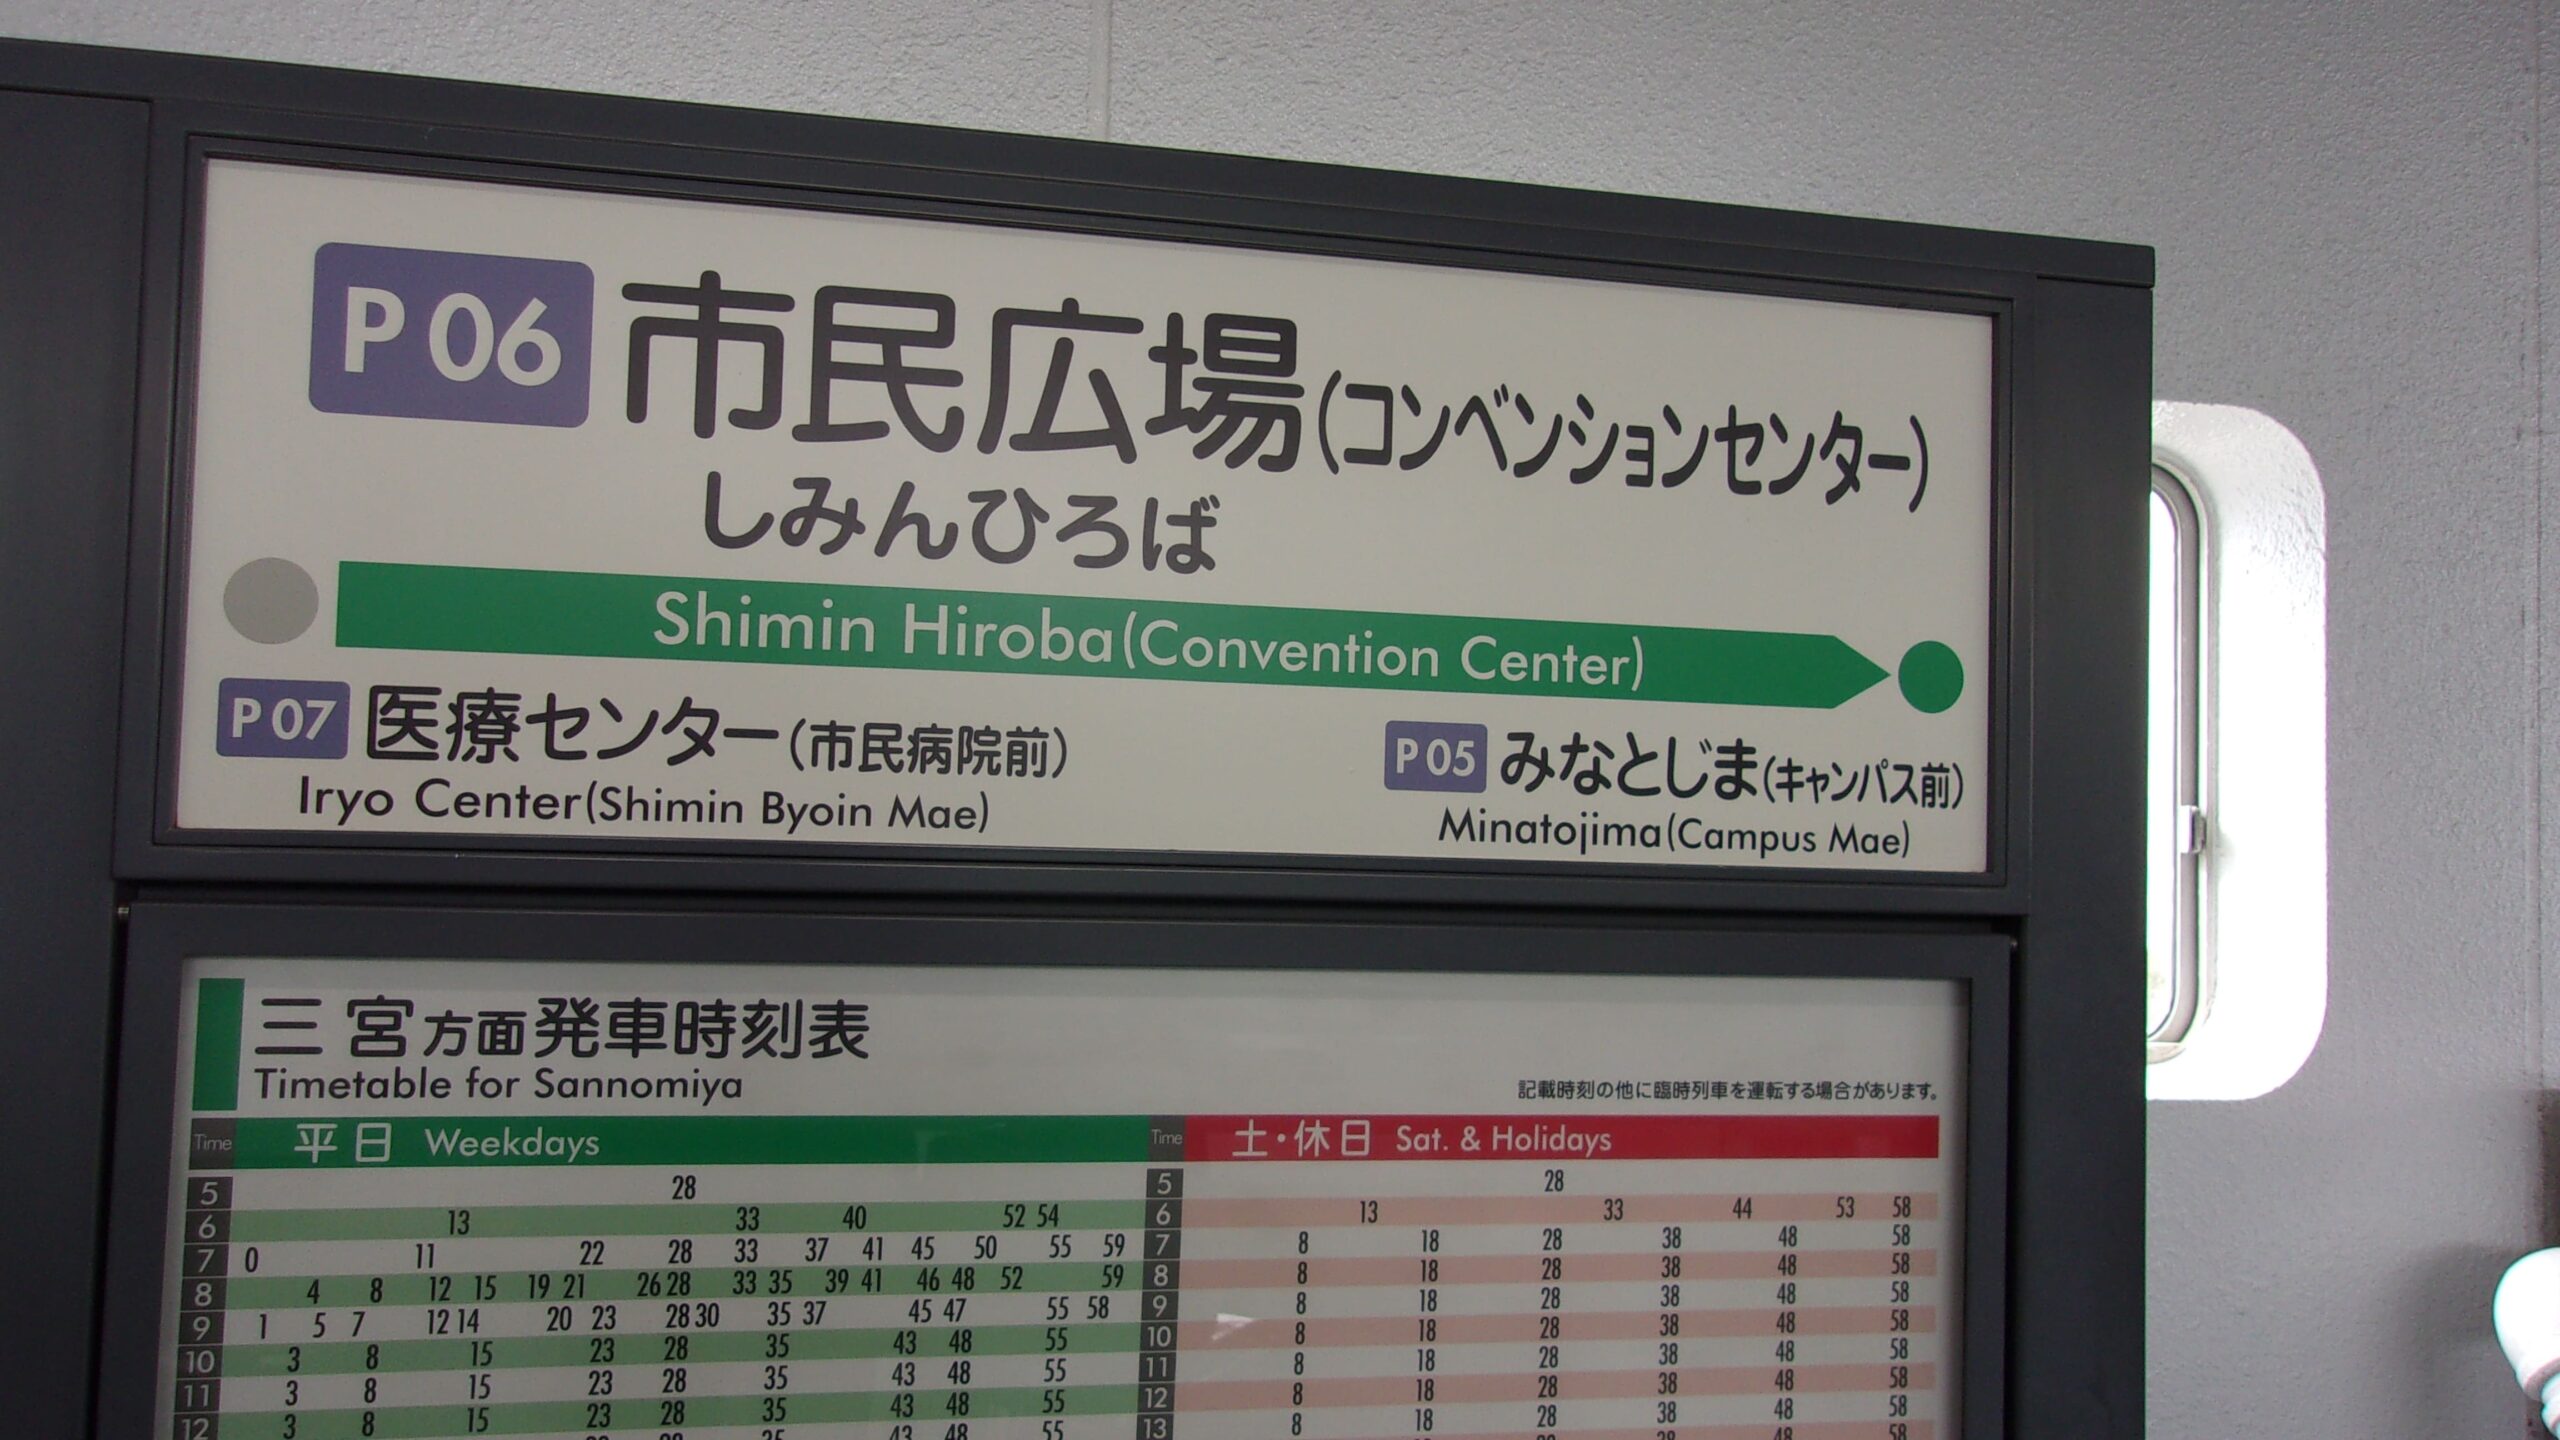 P 06 市民広場(コンベンションセンター)
しみんひろば
Shimin Hiroba(Convention Center)
P 07 医療センター(市民病院前)
Iryo Center(Shimin Byoin Mae)
P 05 みなとじま(キャンパス前)
Minatojima(Campus Mae)
三宮方面発車時刻表
Timetable for Sannomiya
記載時刻の他に臨時列車を運転する場合があります。
Time 平日 Weekdays Time 土・休日 Sat. & Holidays
5 28 5 28
6 13 33 40 52 54 6 13 33 44 53 58
7 0 11 22 28 33 37 41 45 50 55 59 7 8 18 28 38 48 58
8 4 8 12 15 19 21 26 28 33 35 39 41 46 48 52 59 8 8 18 28 38 48 58
9 1 5 7 12 14 20 23 28 30 35 37 45 47 55 58 9 8 18 28 38 48 58
10 3 8 15 23 28 35 43 48 55 10 8 18 28 38 48 58
11 3 8 15 23 28 35 43 48 55 11 8 18 28 38 48 58
12 3 8 15 23 28 35 43 48 55 12 8 18 28 38 48 58
43 48 55 13 8 18 28 38 48 58